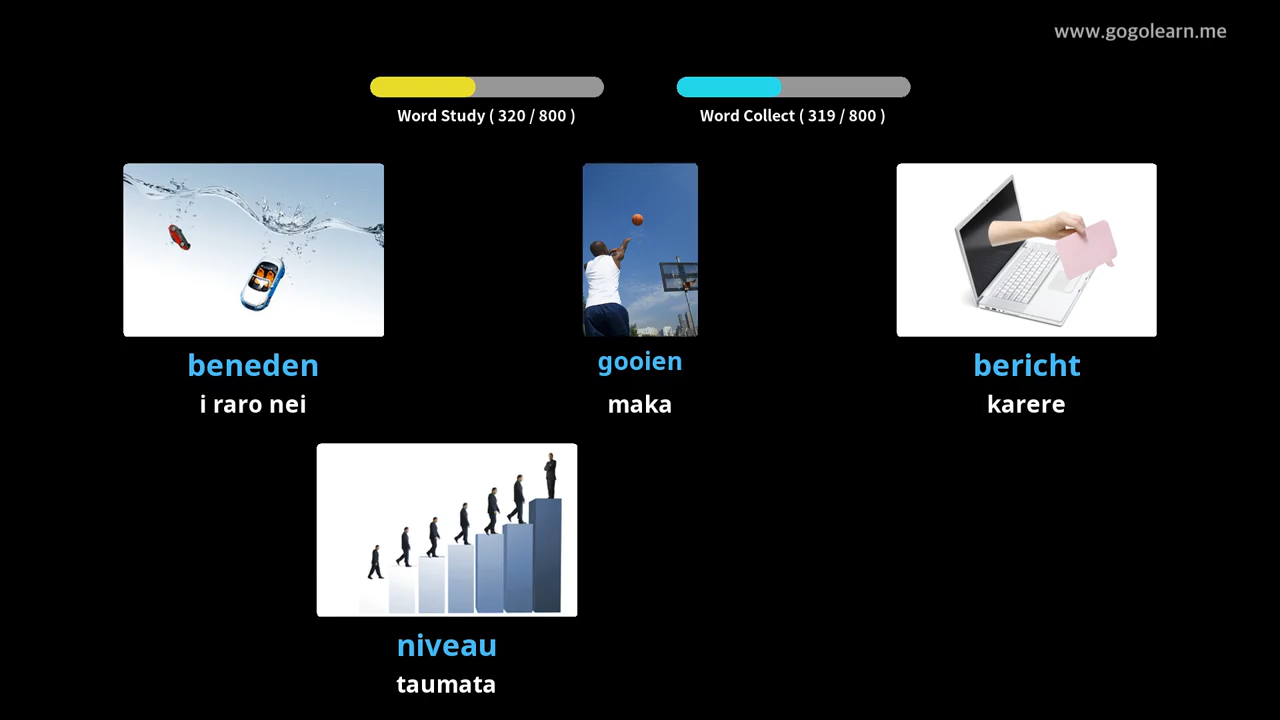 www.gogolearn.me
Word Study ( 320 / 800 )
Word Collect ( 319 / 800 )
beneden
i raro nei
gooien
maka
bericht
karere
niveau
taumata